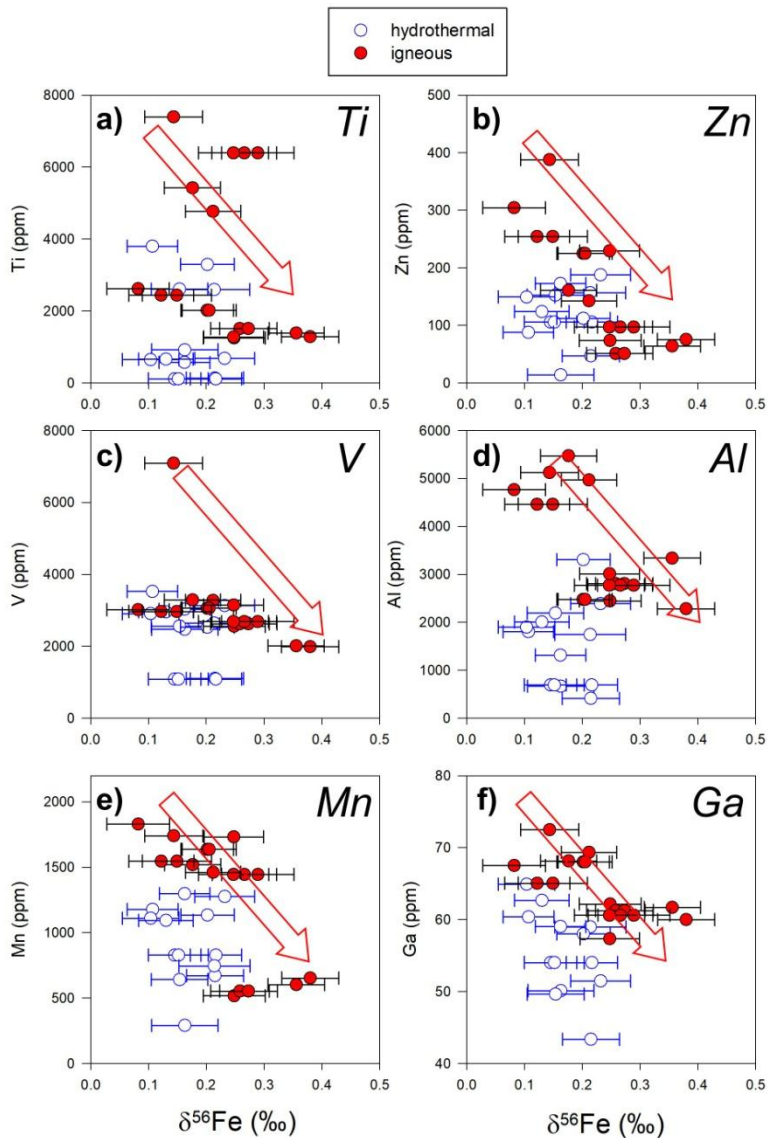 hydrothermal
igneous
a) Ti
Ti (ppm)
8000
6000
4000
2000
0
0.0 0.1 0.2 0.3 0.4 0.5
b) Zn
Zn (ppm)
500
400
300
200
100
0
0.0 0.1 0.2 0.3 0.4 0.5
c) V
V (ppm)
8000
6000
4000
2000
0
0.0 0.1 0.2 0.3 0.4 0.5
d) Al
Al (ppm)
6000
5000
4000
3000
2000
1000
0
0.0 0.1 0.2 0.3 0.4 0.5
e) Mn
Mn (ppm)
2000
1500
1000
500
0
0.0 0.1 0.2 0.3 0.4 0.5
δ⁵⁶Fe (‰)
f) Ga
Ga (ppm)
80
70
60
50
40
0.0 0.1 0.2 0.3 0.4 0.5
δ⁵⁶Fe (‰)